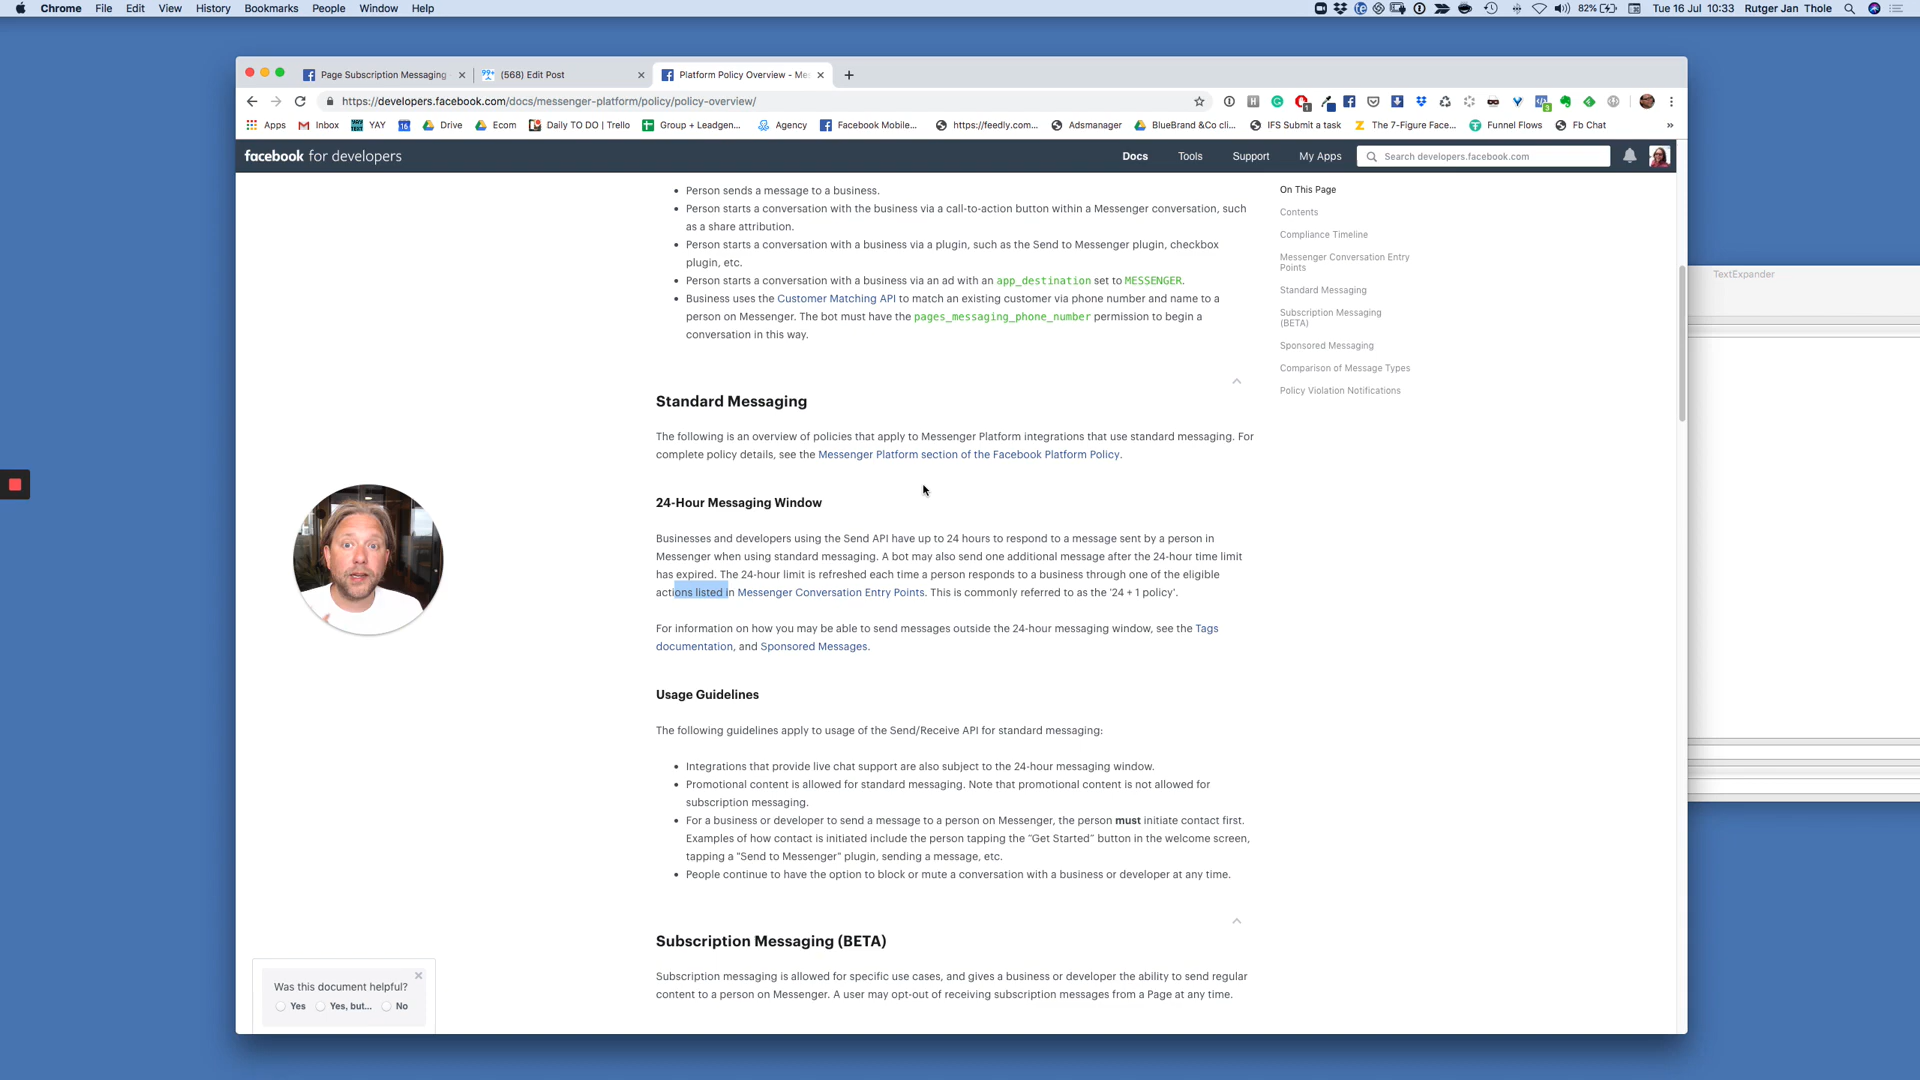 Chrome File Edit View History Bookmarks People Window Help
82% Tue 16 Jul 10:33 Rutger Jan Thole
Page Subscription Messaging
(568) Edit Post
Platform Policy Overview - Me
https://developers.facebook.com/docs/messenger-platform/policy/policy-overview/
Apps Inbox YAY Drive Ecom Daily TO DO | Trello Group + Leadgen... Agency Facebook Mobile... https://feedly.com... Adsmanager BlueBrand &Co cli... IFS Submit a task The 7-Figure Face... Funnel Flows Fb Chat »
facebook for developers
Docs Tools Support My Apps Search developers.facebook.com
TextExpander
• Person sends a message to a business.
• Person starts a conversation with the business via a call-to-action button within a Messenger conversation, such
as a share attribution.
• Person starts a conversation with a business via a plugin, such as the Send to Messenger plugin, checkbox
plugin, etc.
• Person starts a conversation with a business via an ad with an app_destination set to MESSENGER.
• Business uses the Customer Matching API to match an existing customer via phone number and name to a
person on Messenger. The bot must have the pages_messaging_phone_number permission to begin a
conversation in this way.
Standard Messaging
The following is an overview of policies that apply to Messenger Platform integrations that use standard messaging. For
complete policy details, see the Messenger Platform section of the Facebook Platform Policy.
24-Hour Messaging Window
Businesses and developers using the Send API have up to 24 hours to respond to a message sent by a person in
Messenger when using standard messaging. A bot may also send one additional message after the 24-hour time limit
has expired. The 24-hour limit is refreshed each time a person responds to a business through one of the eligible
actions listed in Messenger Conversation Entry Points. This is commonly referred to as the '24 + 1 policy'.
For information on how you may be able to send messages outside the 24-hour messaging window, see the Tags
documentation, and Sponsored Messages.
Usage Guidelines
The following guidelines apply to usage of the Send/Receive API for standard messaging:
• Integrations that provide live chat support are also subject to the 24-hour messaging window.
• Promotional content is allowed for standard messaging. Note that promotional content is not allowed for
subscription messaging.
• For a business or developer to send a message to a person on Messenger, the person must initiate contact first.
Examples of how contact is initiated include the person tapping the "Get Started" button in the welcome screen,
tapping a "Send to Messenger" plugin, sending a message, etc.
• People continue to have the option to block or mute a conversation with a business or developer at any time.
Subscription Messaging (BETA)
Subscription messaging is allowed for specific use cases, and gives a business or developer the ability to send regular
content to a person on Messenger. A user may opt-out of receiving subscription messages from a Page at any time.
On This Page
Contents
Compliance Timeline
Messenger Conversation Entry
Points
Standard Messaging
Subscription Messaging
(BETA)
Sponsored Messaging
Comparison of Message Types
Policy Violation Notifications
Was this document helpful?
Yes Yes, but... No